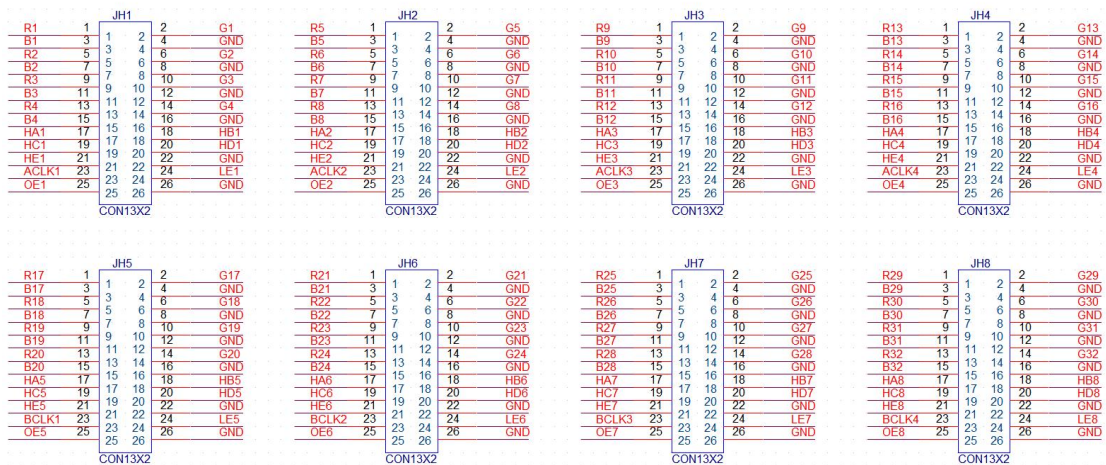 JH1
R1 1 1 2 2 G1
B1 3 3 4 4 GND
R2 5 5 6 6 G2
B2 7 7 8 8 GND
R3 9 9 10 10 G3
B3 11 11 12 12 GND
R4 13 13 14 14 G4
B4 15 15 16 16 GND
HA1 17 17 18 18 HB1
HC1 19 19 20 20 HD1
HE1 21 21 22 22 GND
ACLK1 23 23 24 24 LE1
OE1 25 25 26 26 GND
CON13X2
JH2
R5 1 1 2 2 G5
B5 3 3 4 4 GND
R6 5 5 6 6 G6
B6 7 7 8 8 GND
R7 9 9 10 10 G7
B7 11 11 12 12 GND
R8 13 13 14 14 G8
B8 15 15 16 16 GND
HA2 17 17 18 18 HB2
HC2 19 19 20 20 HD2
HE2 21 21 22 22 GND
ACLK2 23 23 24 24 LE2
OE2 25 25 26 26 GND
CON13X2
JH3
R9 1 1 2 2 G9
B9 3 3 4 4 GND
R10 5 5 6 6 G10
B10 7 7 8 8 GND
R11 9 9 10 10 G11
B11 11 11 12 12 GND
R12 13 13 14 14 G12
B12 15 15 16 16 GND
HA3 17 17 18 18 HB3
HC3 19 19 20 20 HD3
HE3 21 21 22 22 GND
ACLK3 23 23 24 24 LE3
OE3 25 25 26 26 GND
CON13X2
JH4
R13 1 1 2 2 G13
B13 3 3 4 4 GND
R14 5 5 6 6 G14
B14 7 7 8 8 GND
R15 9 9 10 10 G15
B15 11 11 12 12 GND
R16 13 13 14 14 G16
B16 15 15 16 16 GND
HA4 17 17 18 18 HB4
HC4 19 19 20 20 HD4
HE4 21 21 22 22 GND
ACLK4 23 23 24 24 LE4
OE4 25 25 26 26 GND
CON13X2
JH5
R17 1 1 2 2 G17
B17 3 3 4 4 GND
R18 5 5 6 6 G18
B18 7 7 8 8 GND
R19 9 9 10 10 G19
B19 11 11 12 12 GND
R20 13 13 14 14 G20
B20 15 15 16 16 GND
HA5 17 17 18 18 HB5
HC5 19 19 20 20 HD5
HE5 21 21 22 22 GND
BCLK1 23 23 24 24 LE5
OE5 25 25 26 26 GND
CON13X2
JH6
R21 1 1 2 2 G21
B21 3 3 4 4 GND
R22 5 5 6 6 G22
B22 7 7 8 8 GND
R23 9 9 10 10 G23
B23 11 11 12 12 GND
R24 13 13 14 14 G24
B24 15 15 16 16 GND
HA6 17 17 18 18 HB6
HC6 19 19 20 20 HD6
HE6 21 21 22 22 GND
BCLK2 23 23 24 24 LE6
OE6 25 25 26 26 GND
CON13X2
JH7
R25 1 1 2 2 G25
B25 3 3 4 4 GND
R26 5 5 6 6 G26
B26 7 7 8 8 GND
R27 9 9 10 10 G27
B27 11 11 12 12 GND
R28 13 13 14 14 G28
B28 15 15 16 16 GND
HA7 17 17 18 18 HB7
HC7 19 19 20 20 HD7
HE7 21 21 22 22 GND
BCLK3 23 23 24 24 LE7
OE7 25 25 26 26 GND
CON13X2
JH8
R29 1 1 2 2 G29
B29 3 3 4 4 GND
R30 5 5 6 6 G30
B30 7 7 8 8 GND
R31 9 9 10 10 G31
B31 11 11 12 12 GND
R32 13 13 14 14 G32
B32 15 15 16 16 GND
HA8 17 17 18 18 HB8
HC8 19 19 20 20 HD8
HE8 21 21 22 22 GND
BCLK4 23 23 24 24 LE8
OE8 25 25 26 26 GND
CON13X2